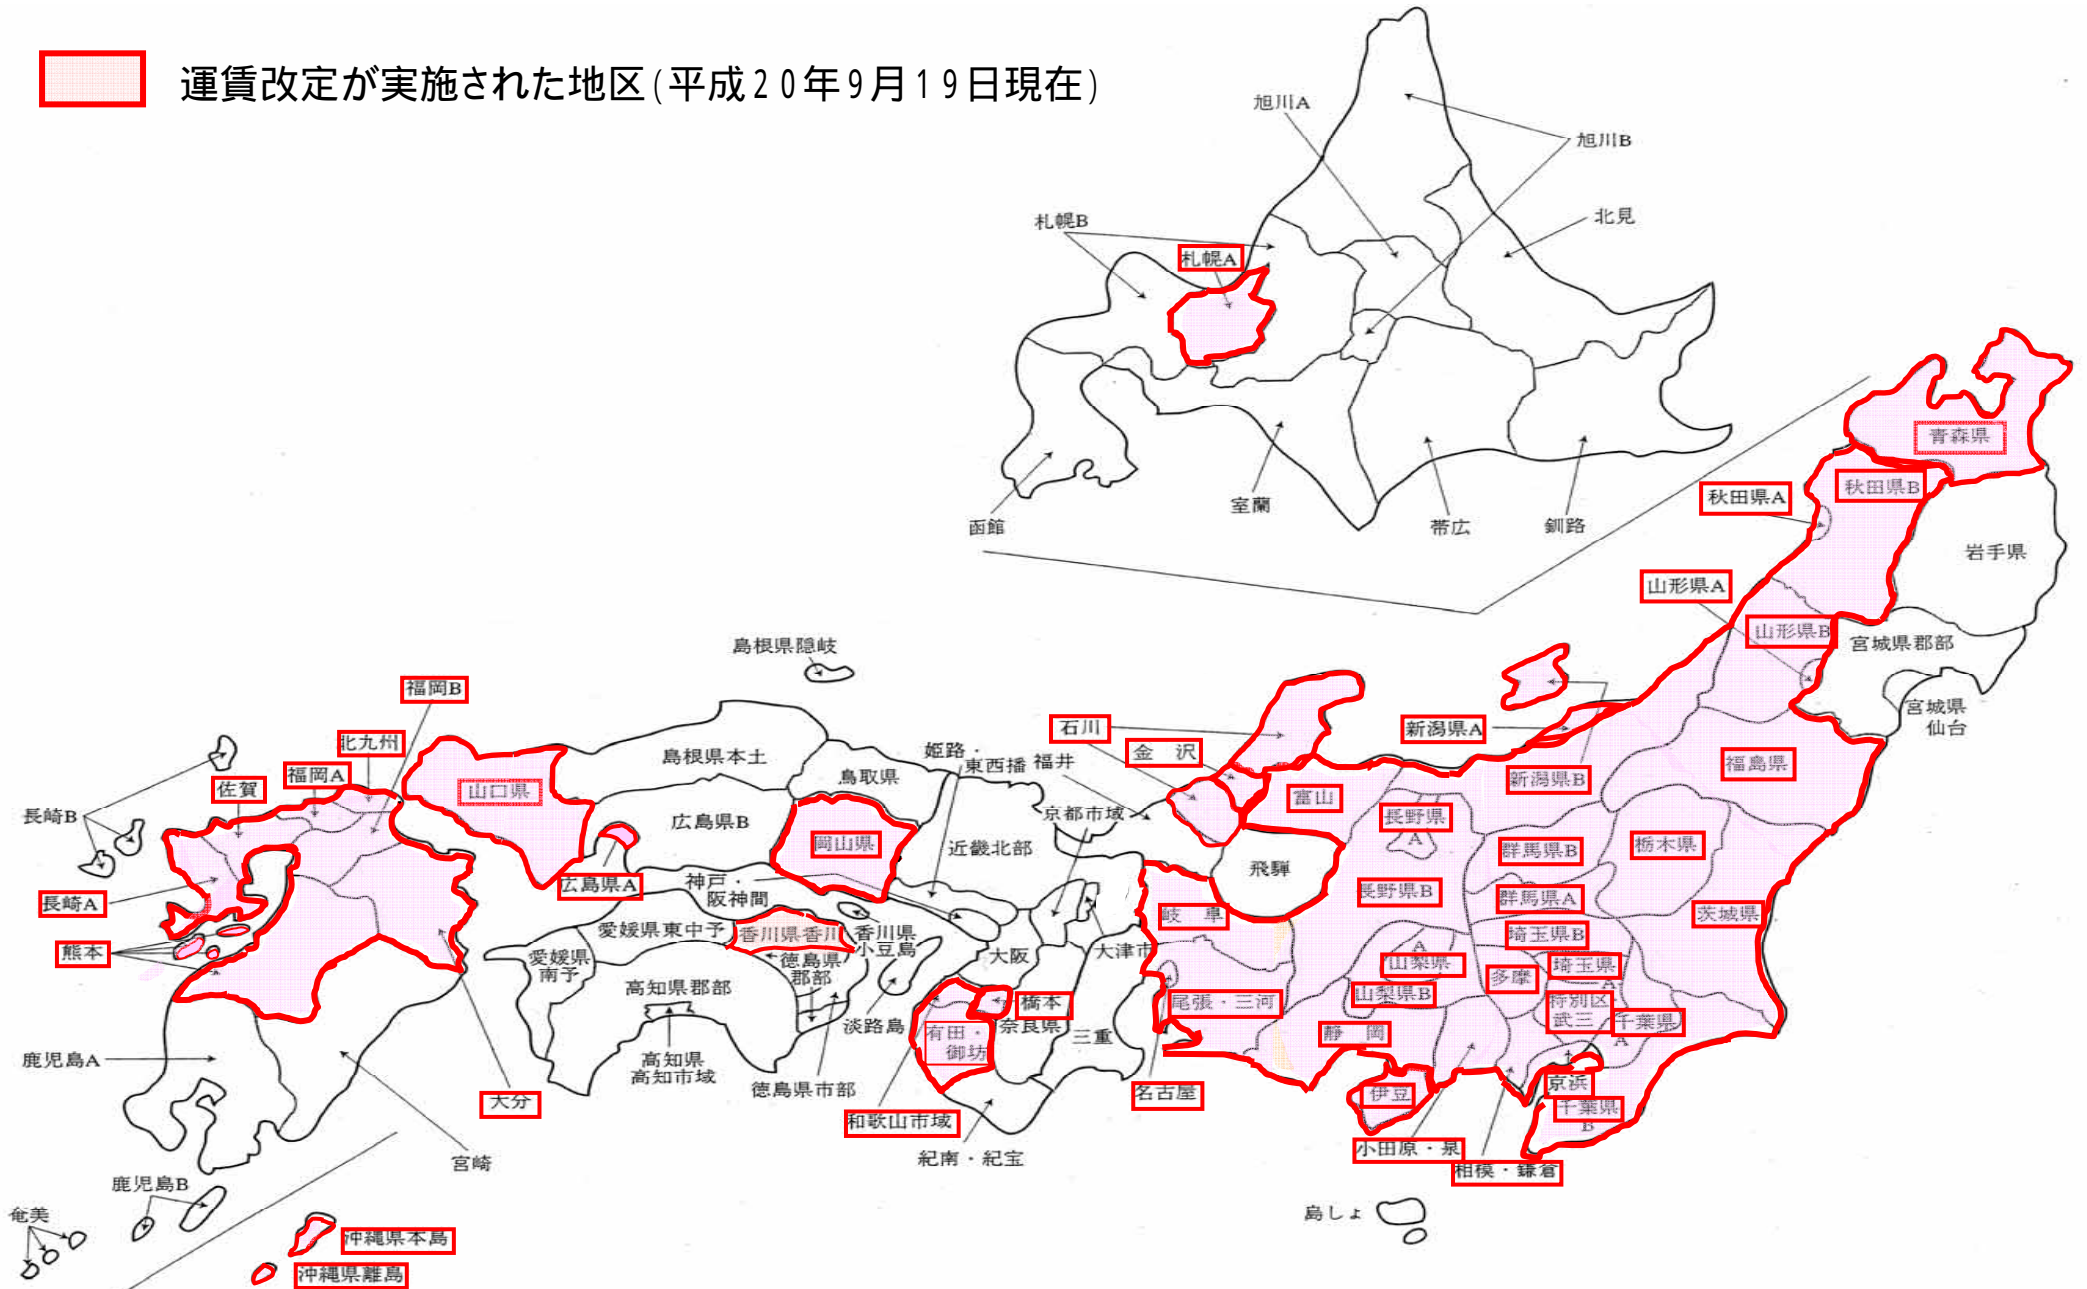 運賃改定が実施された地区(平成20年9月19日現在)
旭川A
旭川B
札幌B
北見
札幌A
函館
室蘭
帯広
釧路
青森県
秋田県A
秋田県B
岩手県
山形県A
山形県B
宮城県郡部
宮城県
仙台
島根県隠岐
福岡B
北九州
福岡A
佐賀
長崎B
長崎A
熊本
山口県
島根県本土
鳥取県
広島県B
岡山県
広島県A
姫路・
東西播
福井
石川
金 沢
京都市域
近畿北部
神戸・
阪神間
新潟県A
新潟県B
福島県
富山
長野県
A
飛騨
群馬県B
栃木県
長野県B
群馬県A
茨城県
岐 阜
埼玉県B
愛媛県東中予
香川県香川
香川県
小豆島
愛媛県
南予
徳島県
郡部
大阪
大津市
A
山梨県
埼玉県
A
多摩
山梨県B
高知県郡部
淡路島
橋本
奈良県
三重
尾張・三河
特別区
武三
千葉県
A
有田・
御坊
静 岡
鹿児島A
高知県
高知市域
徳島県市部
大分
和歌山市域
名古屋
伊豆
京浜
千葉県
B
宮崎
紀南・紀宝
小田原・泉
相模・鎌倉
鹿児島B
奄美
島しょ
沖縄県本島
沖縄県離島